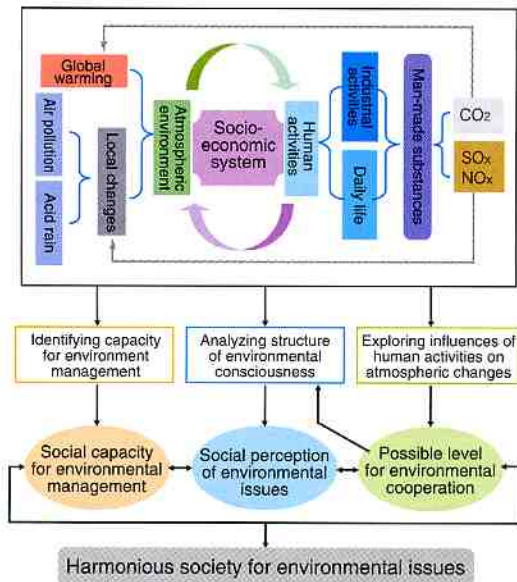 Global
warming
Air pollution
Acid rain
Local changes
Atmospheric
environment
Socio-
economic
system
Human
activities
Industrial
activities
Daily life
Man-made substances
CO2
SOx
NOx
Identifying capacity
for environment
management
Analyzing structure
of environmental
consciousness
Exploring influences of
human activities on
atmospheric changes
Social capacity
for environmental
management
Social perception
of environmental
issues
Possible level
for environmental
cooperation
Harmonious society for environmental issues